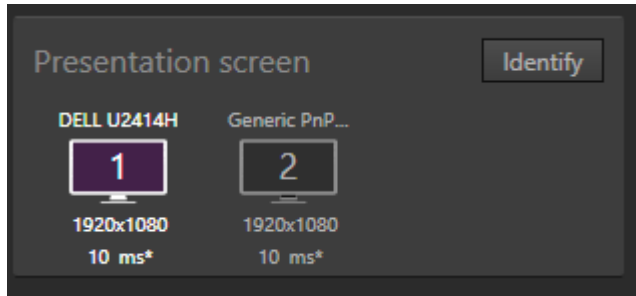 Presentation screen
Identify
DELL U2414H
Generic PnP...
1
2
1920x1080
1920x1080
10 ms*
10 ms*